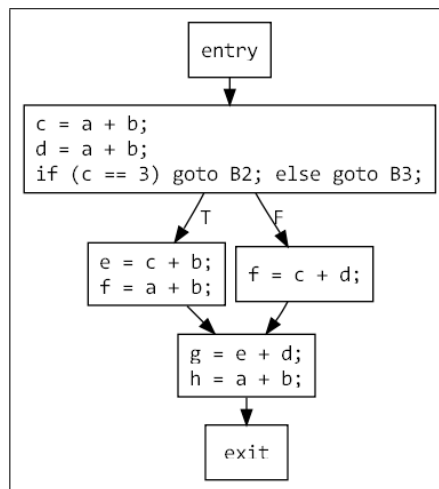 entry
c = a + b;
d = a + b;
if (c == 3) goto B2; else goto B3;
T
F
e = c + b;
f = a + b;
f = c + d;
g = e + d;
h = a + b;
exit